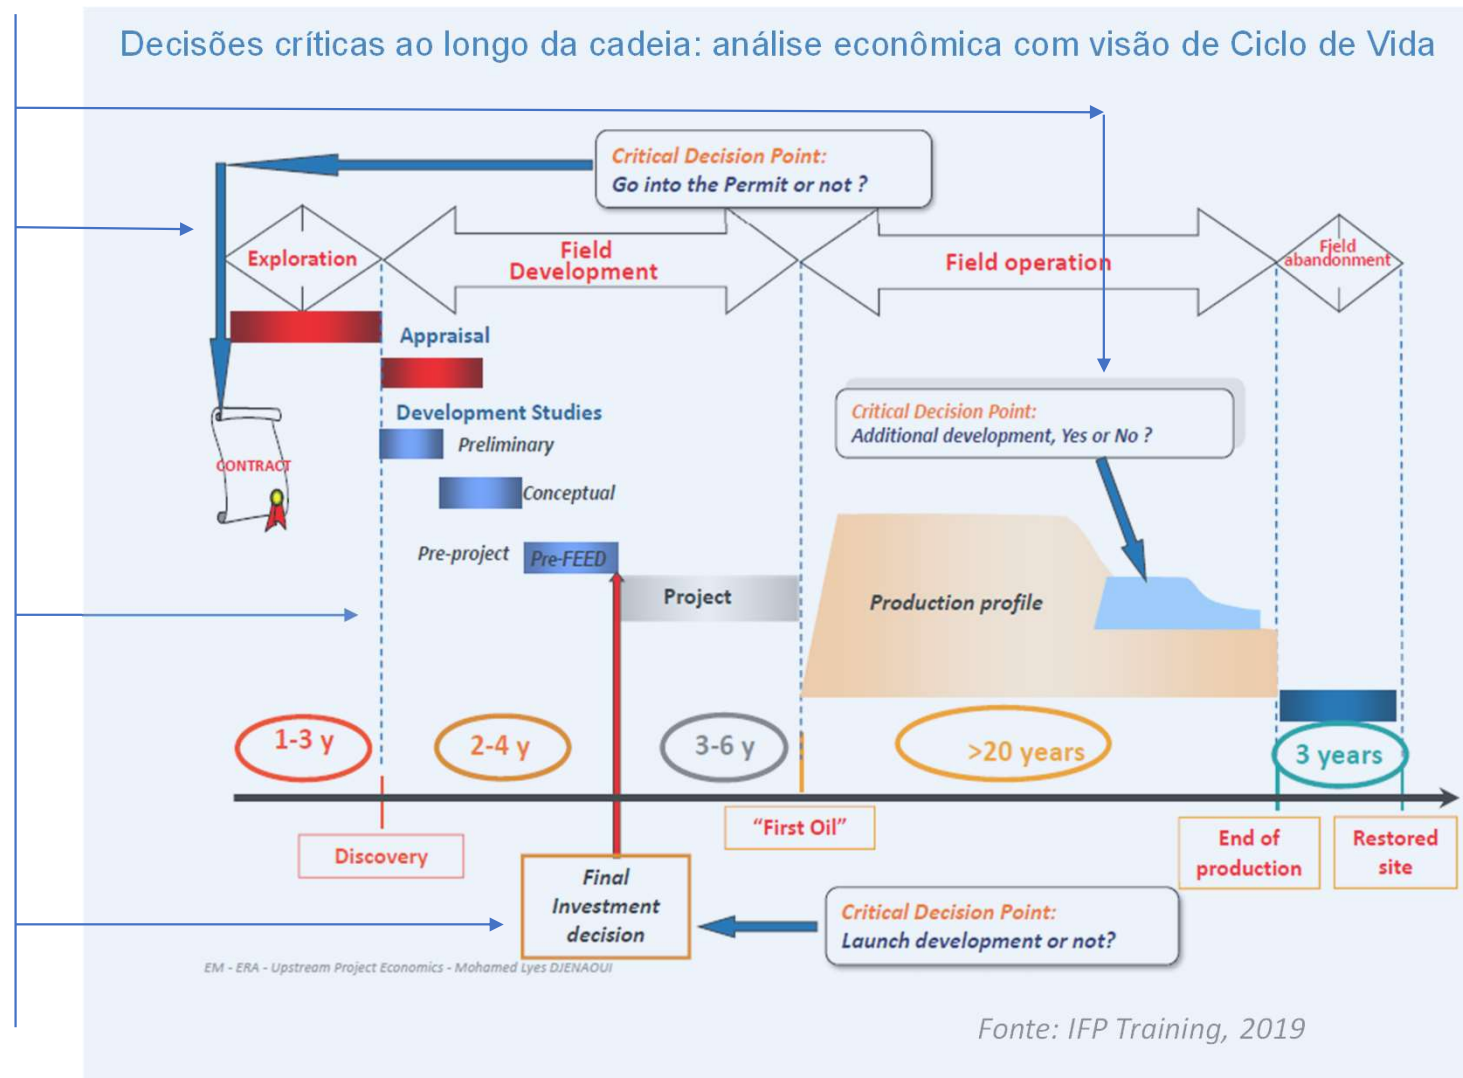 Decisões críticas ao longo da cadeia: análise econômica com visão de Ciclo de Vida
Critical Decision Point:
Go into the Permit or not ?
Exploration
Field
Development
Field operation
Field
abandonment
Appraisal
Development Studies
Preliminary
CONTRACT
Conceptual
Pre-project
Pre-FEED
Project
Critical Decision Point:
Additional development, Yes or No ?
Production profile
1-3 y
2-4 y
3-6 y
>20 years
3 years
Discovery
“First Oil”
End of
production
Restored
site
Final
Investment
decision
Critical Decision Point:
Launch development or not?
EM - ERA - Upstream Project Economics - Mohamed Lyes DJENAOUI
Fonte: IFP Training, 2019